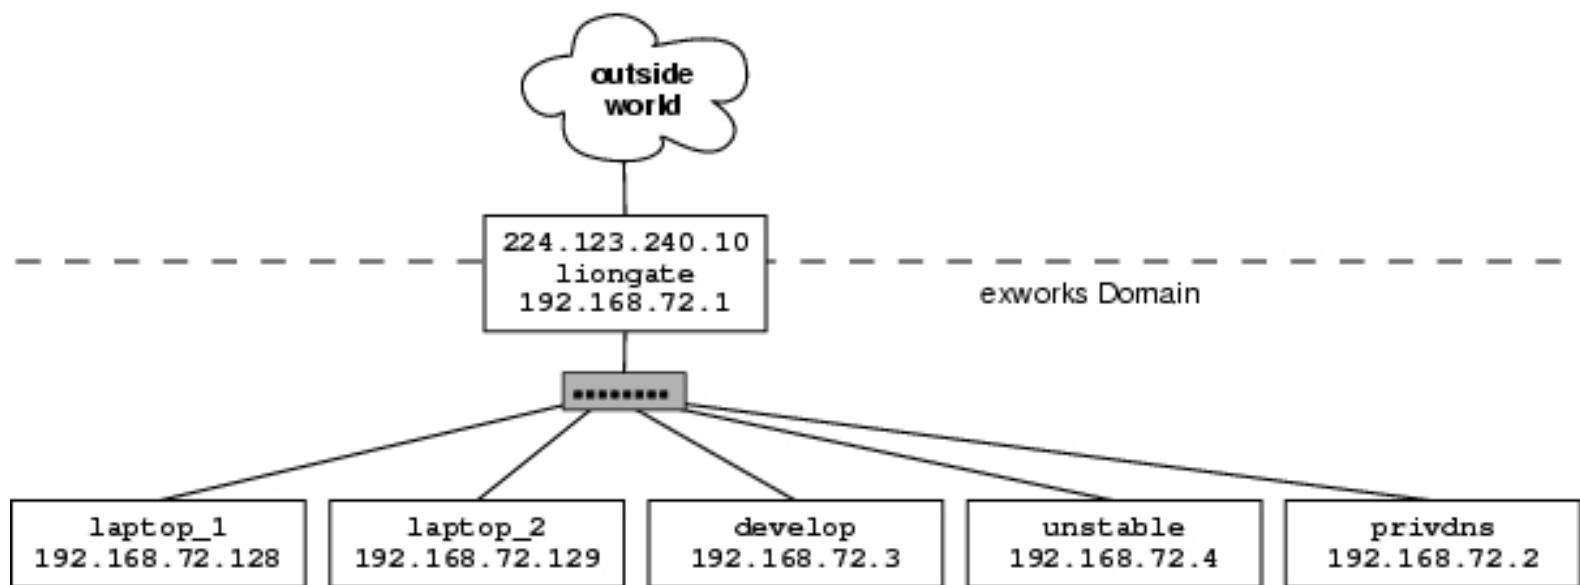 outside
world
224.123.240.10
liongate
192.168.72.1
exworks Domain
laptop_1
192.168.72.128
laptop_2
192.168.72.129
develop
192.168.72.3
unstable
192.168.72.4
privdns
192.168.72.2